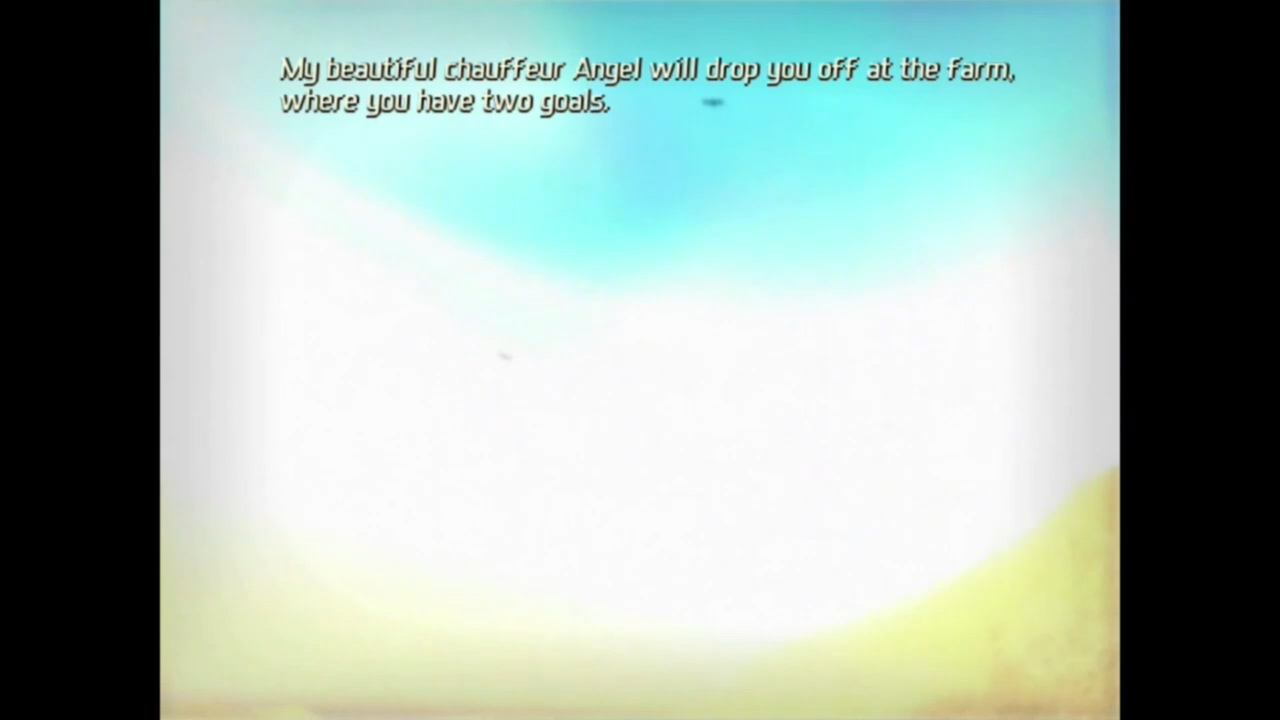 My beautiful chauffeur Angel will drop you off at the farm,
where you have two goals.